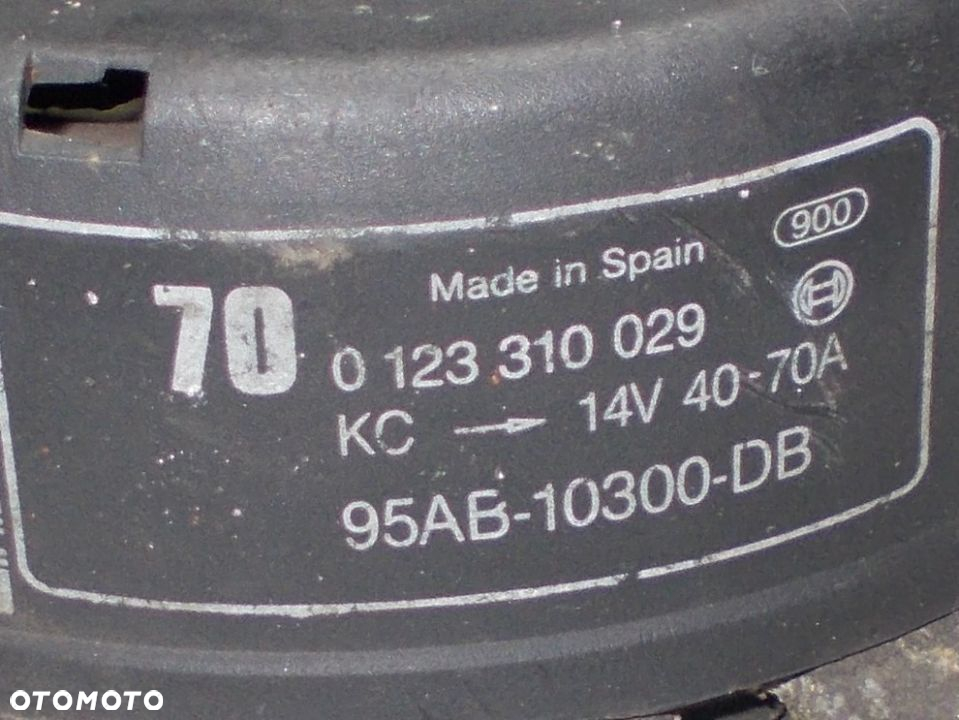 900
Made in Spain
70
0 123 310 029
KC → 14V 40-70A
95AB-10300-DB
OTOMOTO